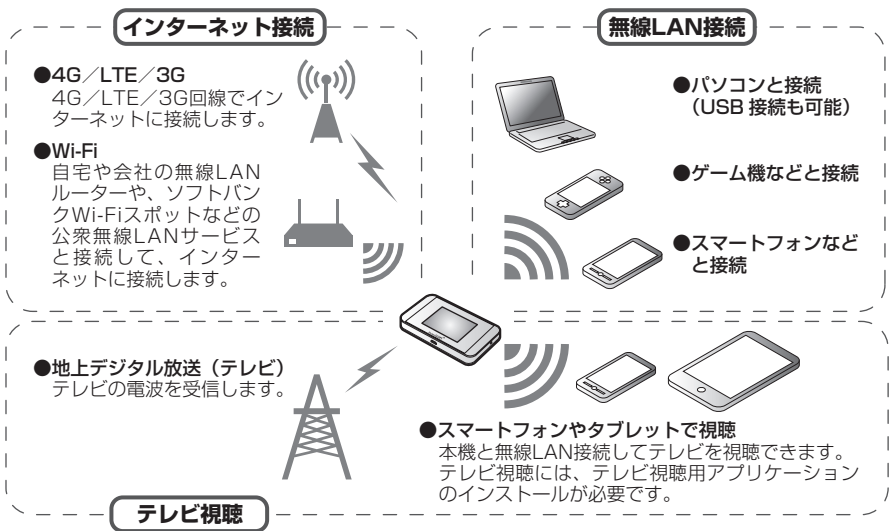 インターネット接続
●4G／LTE／3G
4G／LTE／3G回線でイン
ターネットに接続します。
●Wi-Fi
自宅や会社の無線LAN
ルーターや、ソフトバン
クWi-Fiスポットなどの
公衆無線LANサービス
と接続して、インター
ネットに接続します。
無線LAN接続
●パソコンと接続
（USB 接続も可能）
●ゲーム機などと接続
●スマートフォンなど
と接続
●地上デジタル放送（テレビ）
テレビの電波を受信します。
●スマートフォンやタブレットで視聴
本機と無線LAN接続してテレビを視聴できます。
テレビ視聴には、テレビ視聴用アプリケーション
のインストールが必要です。
テレビ視聴